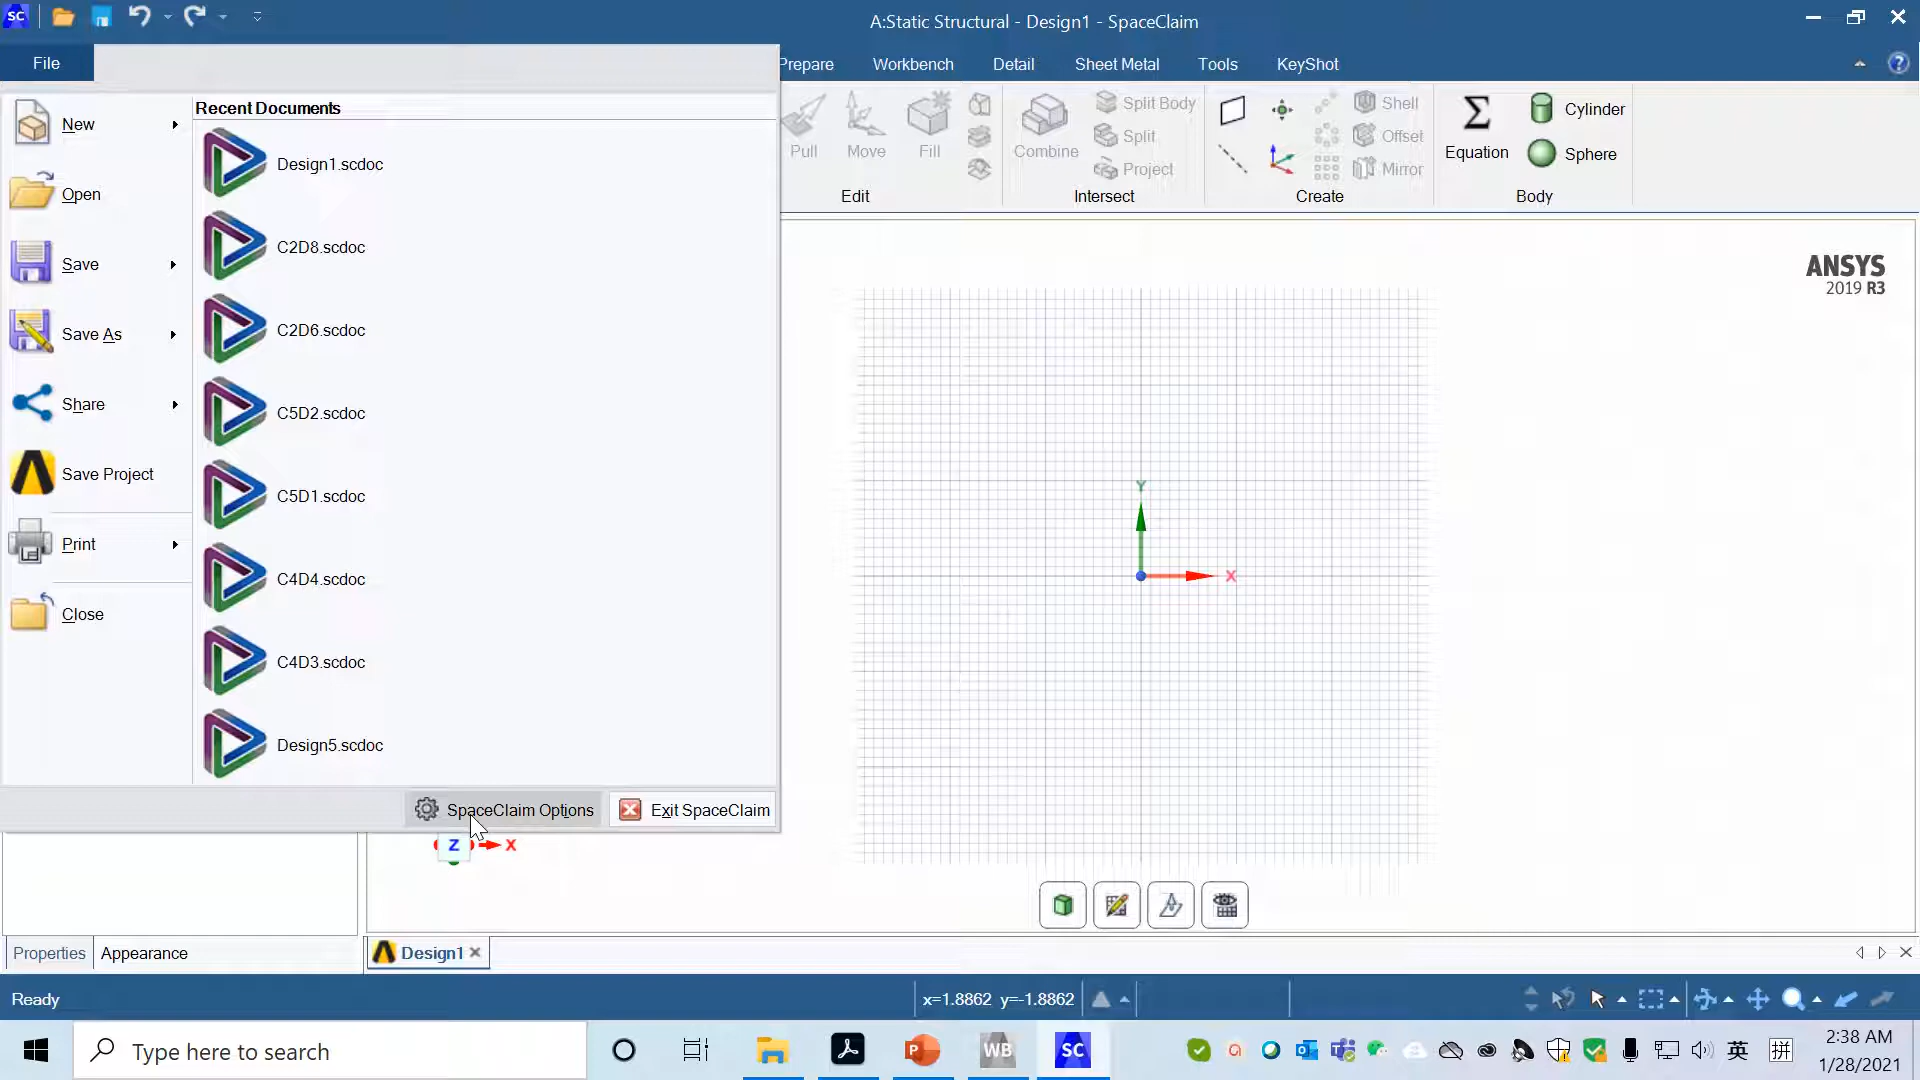 SC
A:Static Structural - Design1 - SpaceClaim
File
Prepare
Workbench
Detail
Sheet Metal
Tools
KeyShot
New
Open
Save
Save As
Share
Save Project
Print
Close
Recent Documents
Design1.scdoc
C2D8.scdoc
C2D6.scdoc
C5D2.scdoc
C5D1.scdoc
C4D4.scdoc
C4D3.scdoc
Design5.scdoc
SpaceClaim Options
Exit SpaceClaim
Pull
Move
Fill
Edit
Combine
Split Body
Split
Project
Intersect
Shell
Offset
Mirror
Create
Equation
Cylinder
Sphere
Body
ANSYS
2019 R3
Y
X
Z
X
Properties
Appearance
Design1
Ready
x=1.8862 y=-1.8862
Type here to search
WB
SC
英
拼
2:38 AM
1/28/2021